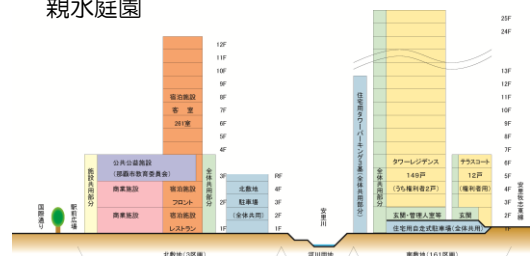 親水庭園
12F
11F
10F
9F
8F
7F
6F
5F
4F
3F
2F
1F
宿泊施設
客室
261室
公共公益施設
(那覇市教育委員会)
商業施設
宿泊施設
フロント
商業施設
宿泊施設
レストラン
施設共用部分
全体共用部分
国際通り
駅前広場
北敷地
駐車場
(全体共用)
RF
4F
3F
2F
1F
安里川
住宅用タワーパーキング3基(全体共用部分)
全体共用部分
タワーレジデンス
149戸
(うち権利者2戸)
テラスコート
12戸
(権利者用)
玄関・管理人室等
玄関
住宅用自走式駐車場(全体共用)
25F
24F
13F
12F
11F
10F
9F
8F
7F
6F
5F
4F
3F
2F
1F
北敷地(3区画)
河川用地
南敷地(161区画)